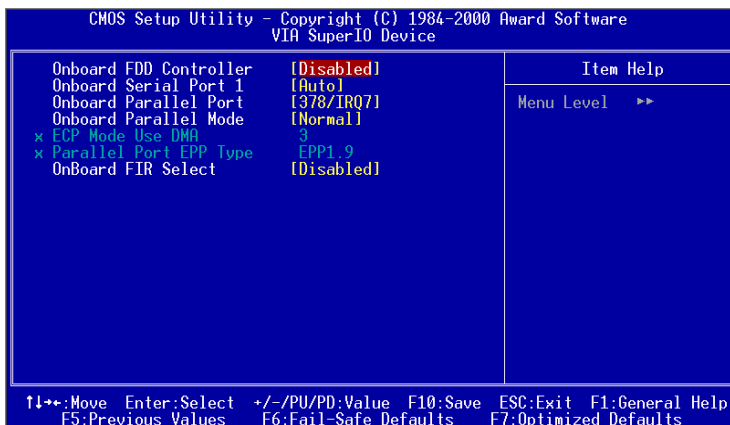 CMOS Setup Utility - Copyright (C) 1984-2000 Award Software
VIA SuperIO Device
Onboard FDD Controller [Disabled]
Onboard Serial Port 1 [Auto]
Onboard Parallel Port [378/IRQ7]
Onboard Parallel Mode [Normal]
x ECP Mode Use DMA 3
x Parallel Port EPP Type EPP1.9
OnBoard FIR Select [Disabled]
Item Help
Menu Level ▸▸
↑↓→←:Move Enter:Select +/-/PU/PD:Value F10:Save ESC:Exit F1:General Help
F5:Previous Values F6:Fail-Safe Defaults F7:Optimized Defaults